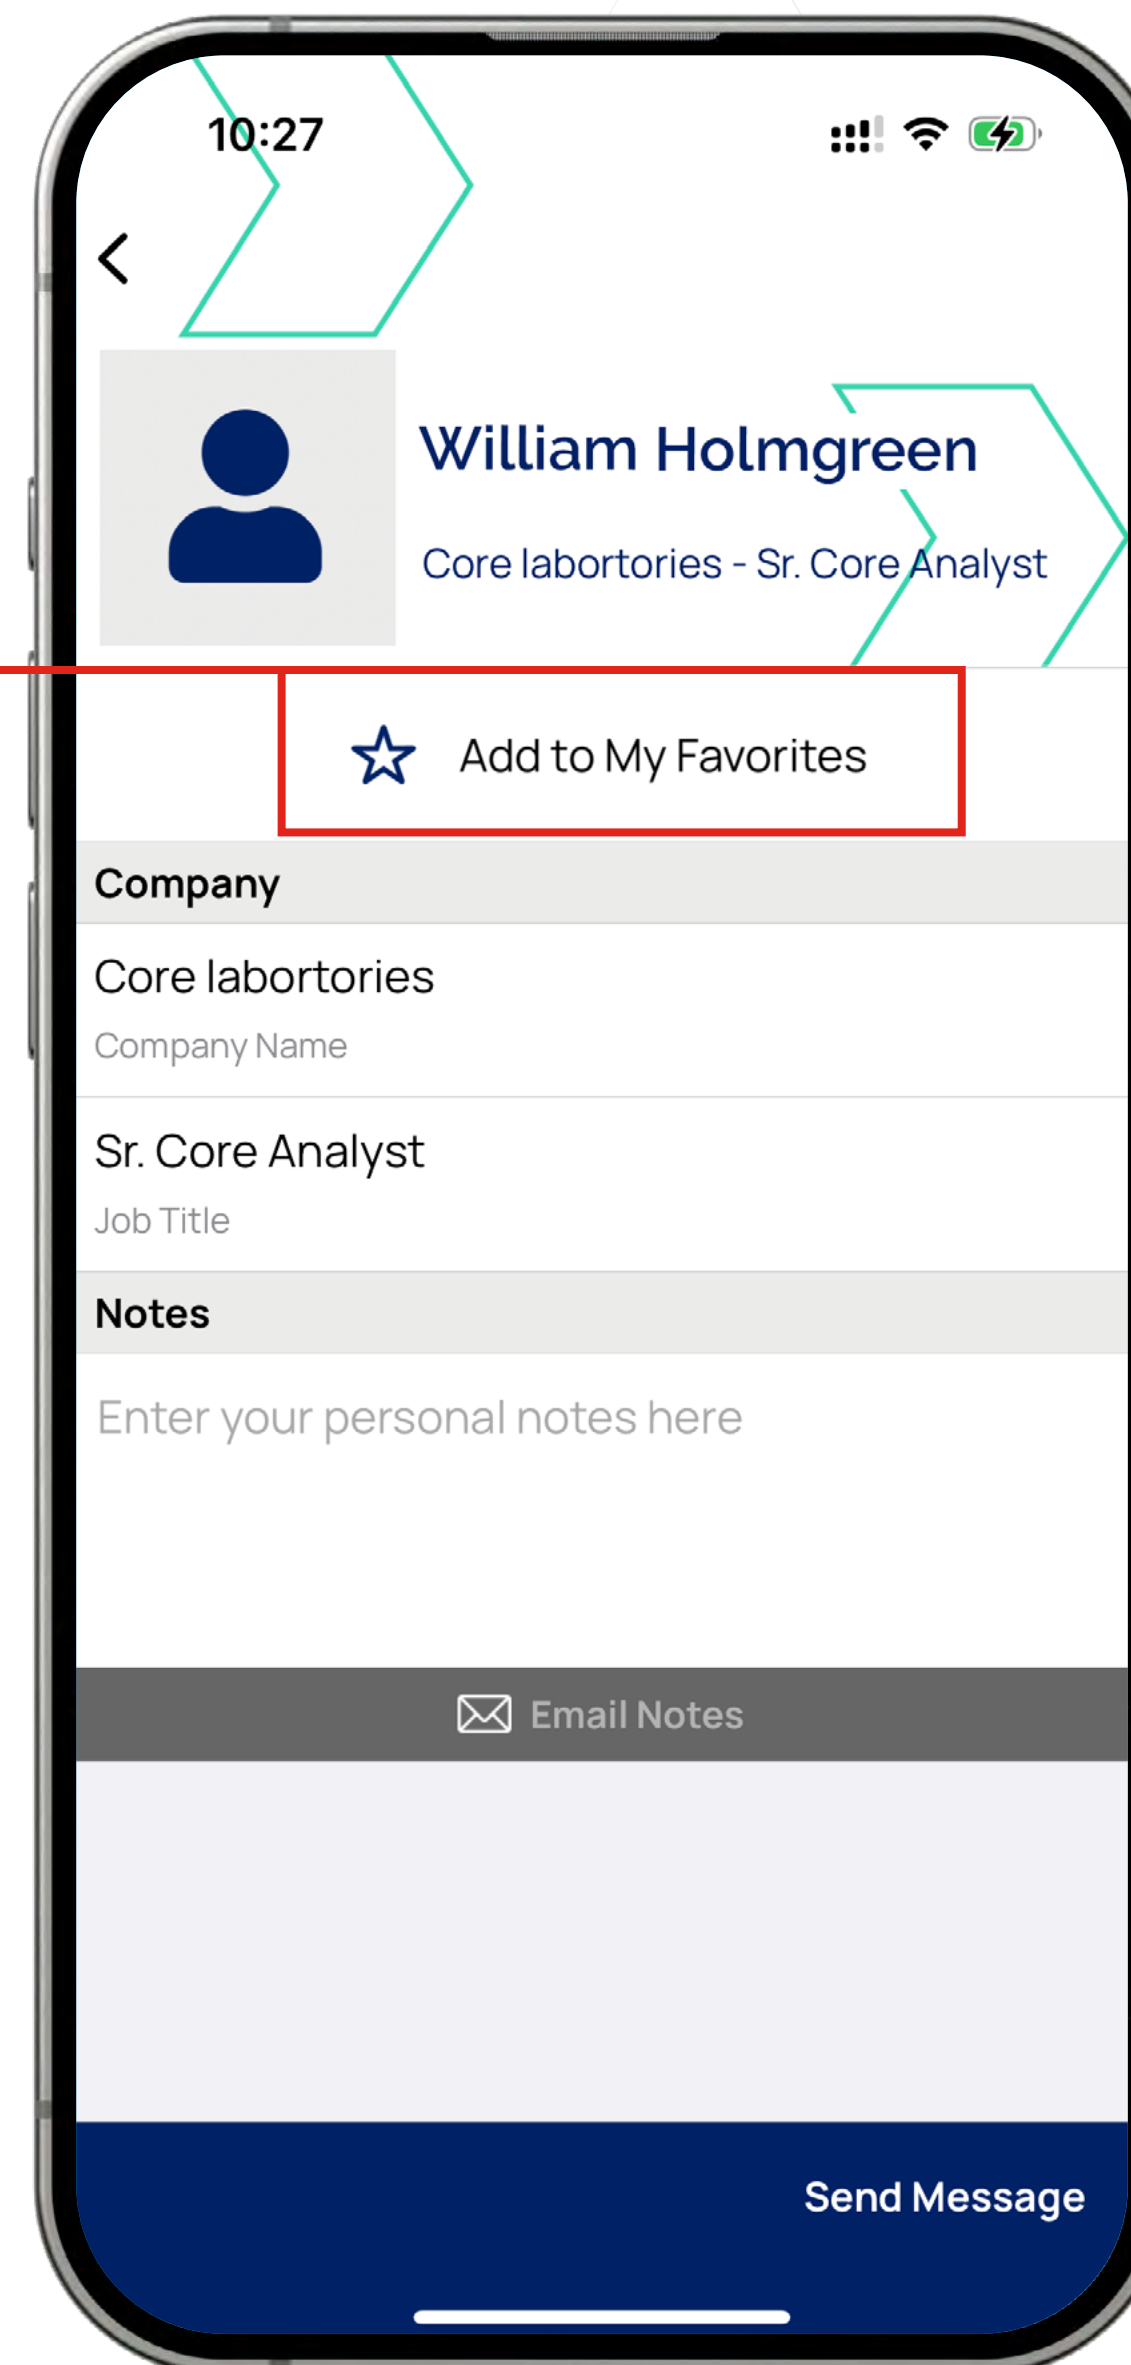 10:27
William Holmgreen
Core labortories - Sr. Core Analyst
Add to My Favorites
Company
Core labortories
Company Name
Sr. Core Analyst
Job Title
Notes
Enter your personal notes here
Email Notes
Send Message